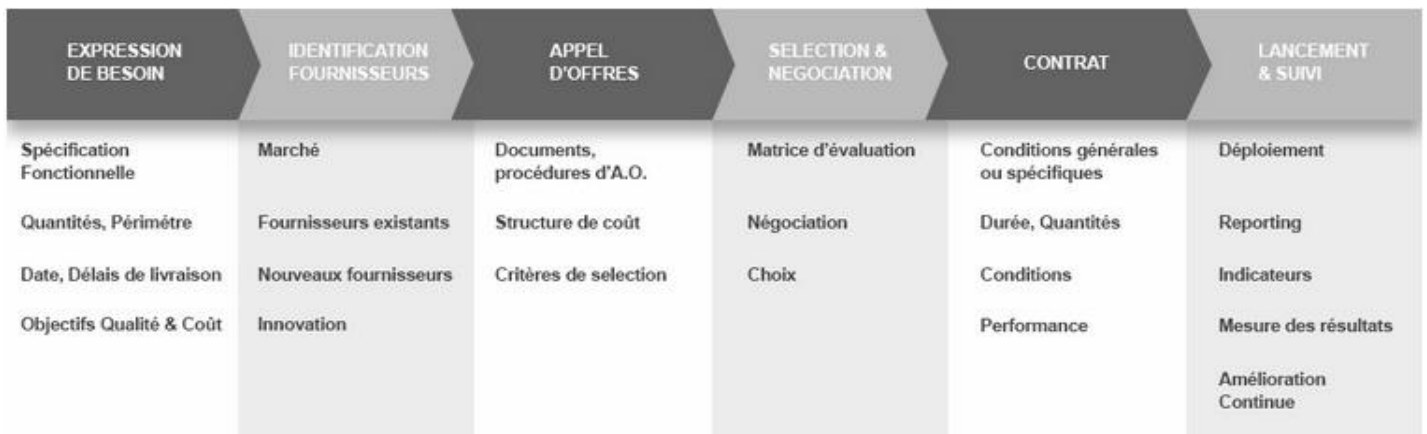 EXPRESSION
DE BESOIN
IDENTIFICATION
FOURNISSEURS
APPEL
D'OFFRES
SELECTION &
NEGOCIATION
CONTRAT
LANCEMENT
& SUIVI
Spécification
Fonctionnelle
Quantités, Périmétre
Date, Délais de livraison
Objectifs Qualité & Coût
Marché
Fournisseurs existants
Nouveaux fournisseurs
Innovation
Documents,
procédures d'A.O.
Structure de coût
Critères de selection
Matrice d'évaluation
Négociation
Choix
Conditions générales
ou spécifiques
Durée, Quantités
Conditions
Performance
Déploiement
Reporting
Indicateurs
Mesure des résultats
Amélioration
Continue